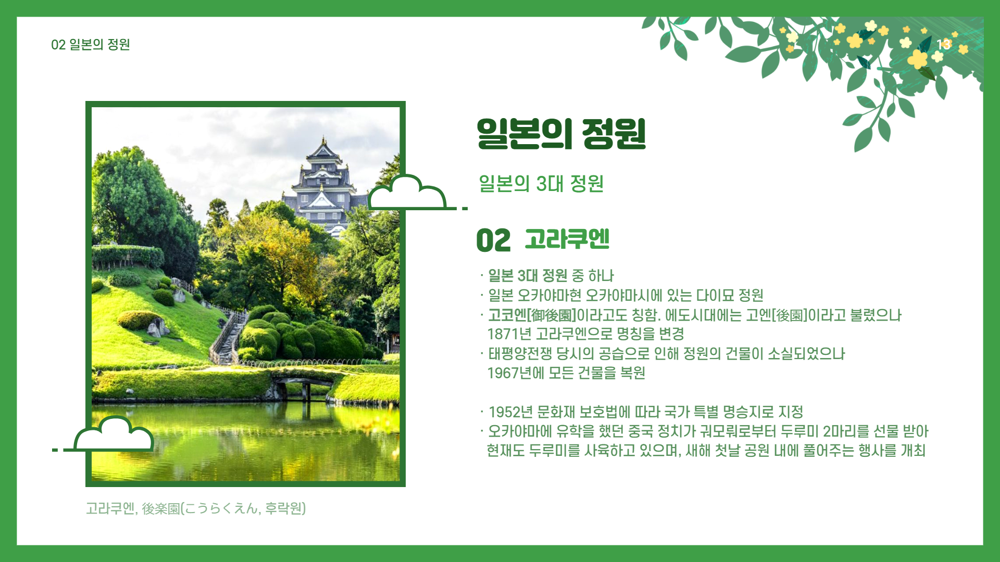 02 일본의 정원
13
일본의 정원
일본의 3대 정원
02 고라쿠엔
· 일본 3대 정원 중 하나
· 일본 오카야마현 오카야마시에 있는 다이묘 정원
· 고코엔[御後園]이라고도 칭함. 에도시대에는 고엔[後園]이라고 불렸으나
1871년 고라쿠엔으로 명칭을 변경
· 태평양전쟁 당시의 공습으로 인해 정원의 건물이 소실되었으나
1967년에 모든 건물을 복원
· 1952년 문화재 보호법에 따라 국가 특별 명승지로 지정
· 오카야마에 유학을 했던 중국 정치가 궈모뤄로부터 두루미 2마리를 선물 받아
현재도 두루미를 사육하고 있으며, 새해 첫날 공원 내에 풀어주는 행사를 개최
고라쿠엔, 後楽園(こうらくえん, 후락원)